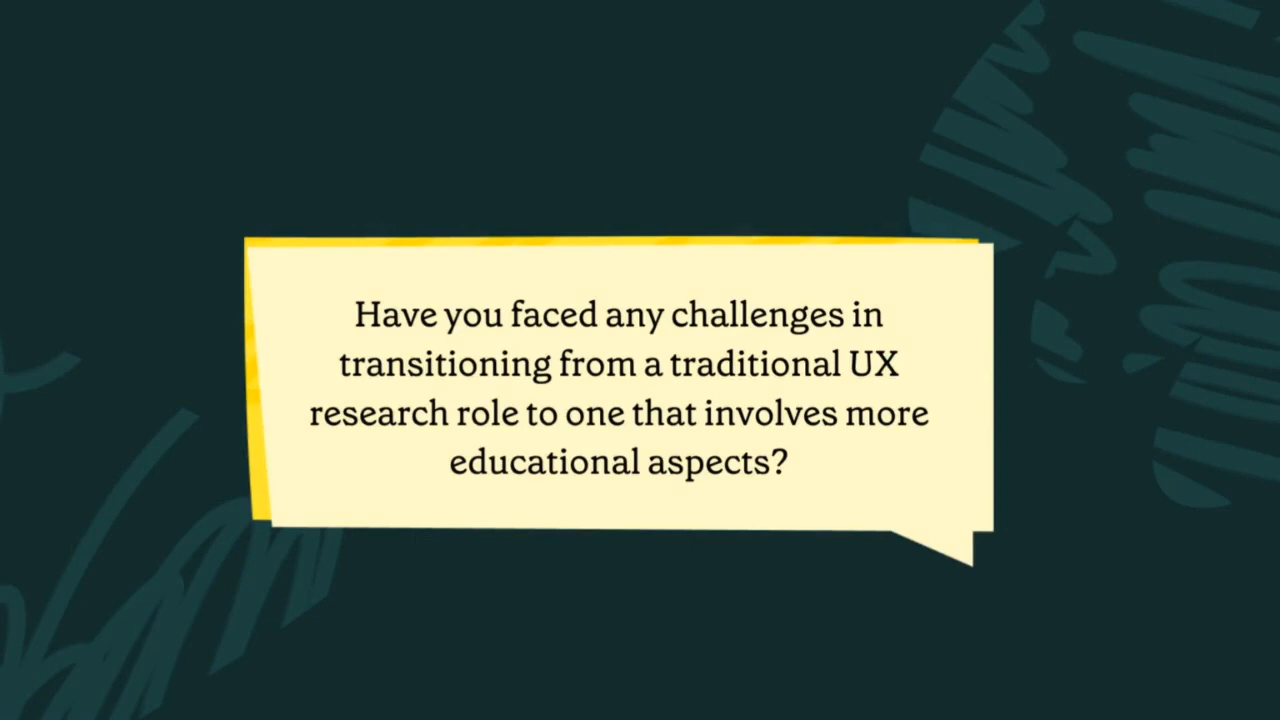 Have you faced any challenges in
transitioning from a traditional UX
research role to one that involves more
educational aspects?